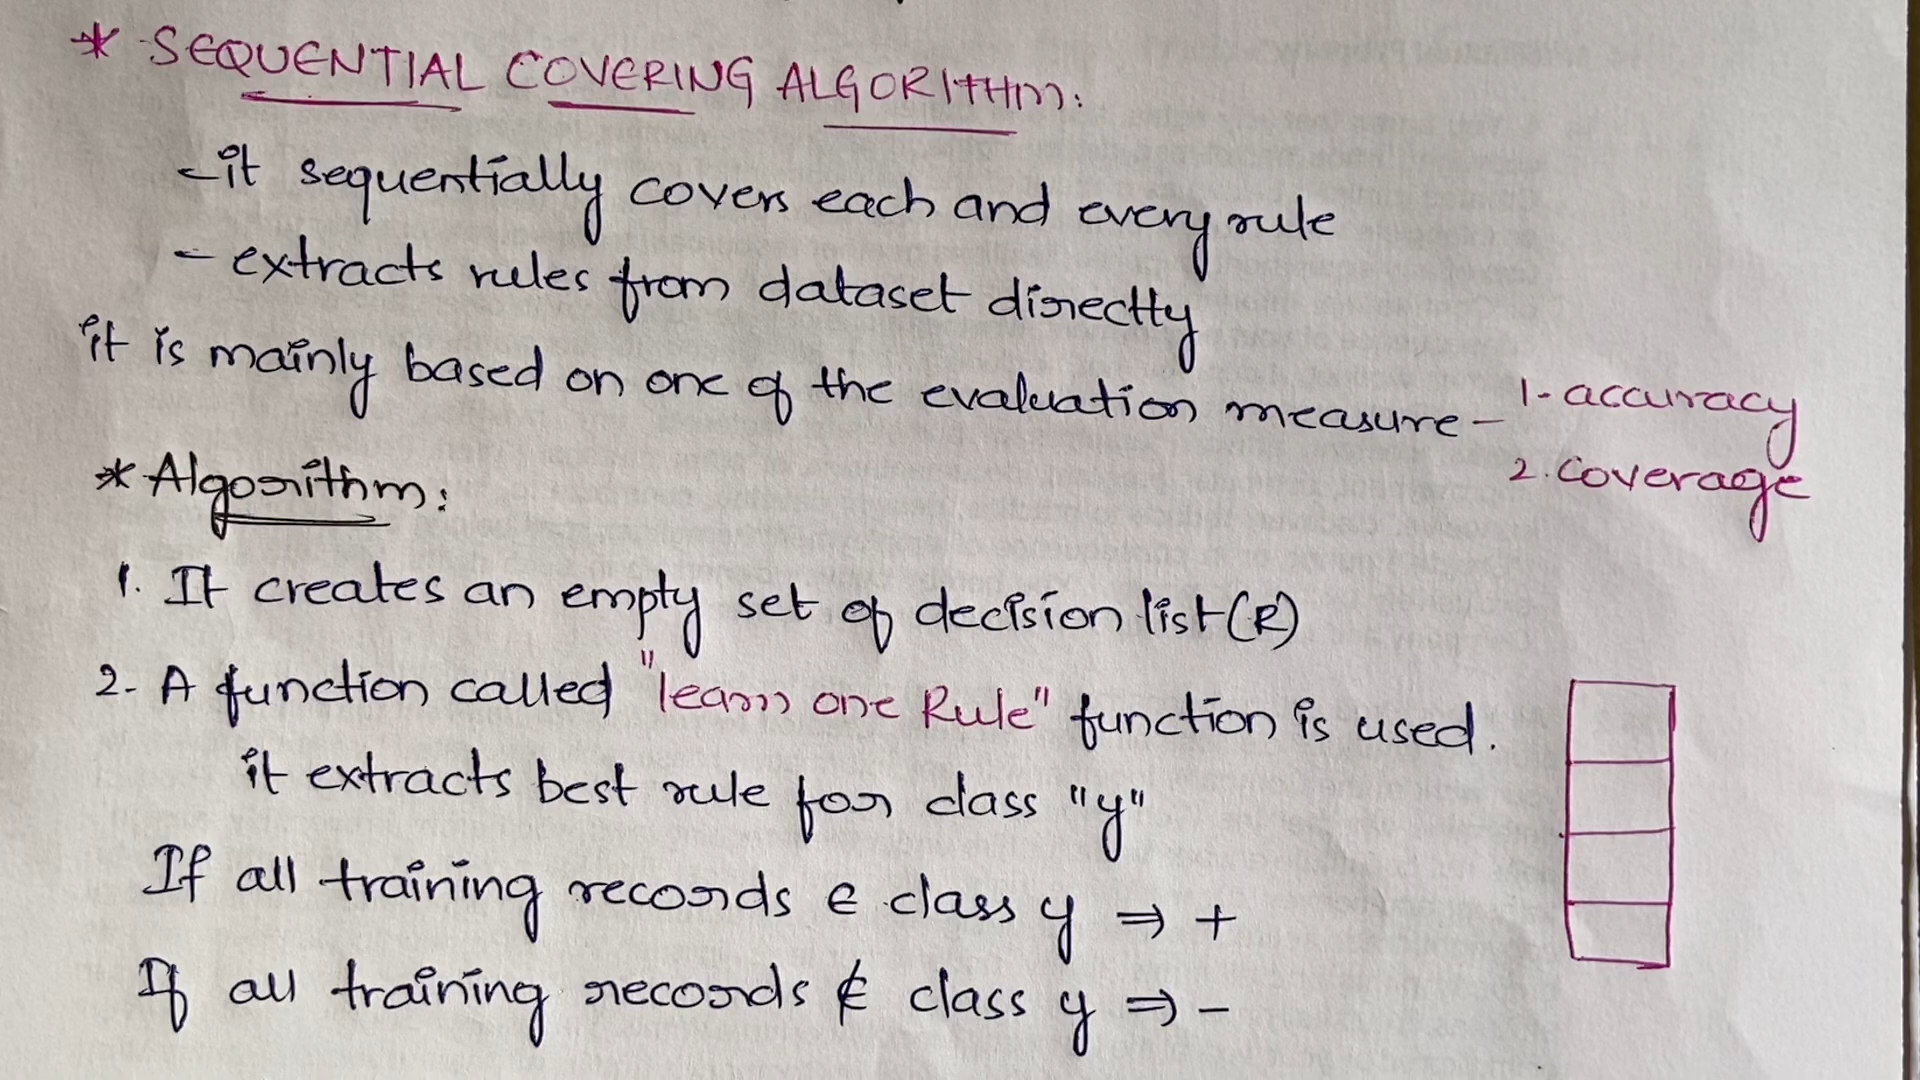 * SEQUENTIAL COVERING ALGORITHM:
- it sequentially covers each and every rule
- extracts rules from dataset directly
it is mainly based on one of the evaluation measure - 1. accuracy
2. Coverage
* Algorithm:
1. It creates an empty set of decision list (R)
2. A function called "learn one Rule" function is used.
it extracts best rule for class "y"
If all training records ∈ class y ⇒ +
If all training records ∉ class y ⇒ -